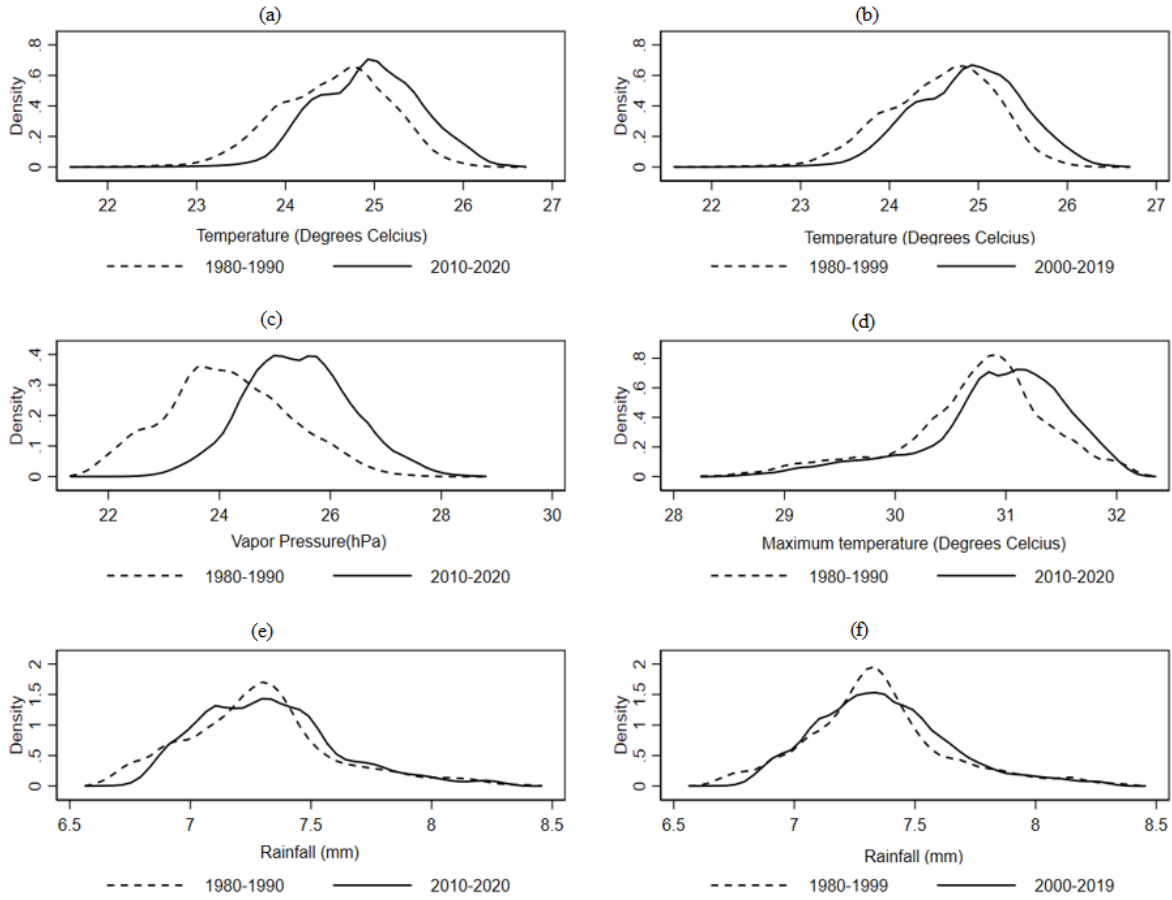 (a)
0 .2 .4 .6 .8
Density
22 23 24 25 26 27
Temperature (Degrees Celcius)
1980-1990 2010-2020
(b)
0 .2 .4 .6 .8
Density
22 23 24 25 26 27
Temperature (Degrees Celcius)
1980-1999 2000-2019
(c)
0 .1 .2 .3 .4
Density
22 24 26 28 30
Vapor Pressure(hPa)
1980-1990 2010-2020
(d)
0 .2 .4 .6 .8
Density
28 29 30 31 32
Maximum temperature (Degrees Celcius)
1980-1990 2010-2020
(e)
0 .5 1 1.5 2
Density
6.5 7 7.5 8 8.5
Rainfall (mm)
1980-1990 2010-2020
(f)
0 .5 1 1.5 2
Density
6.5 7 7.5 8 8.5
Rainfall (mm)
1980-1999 2000-2019